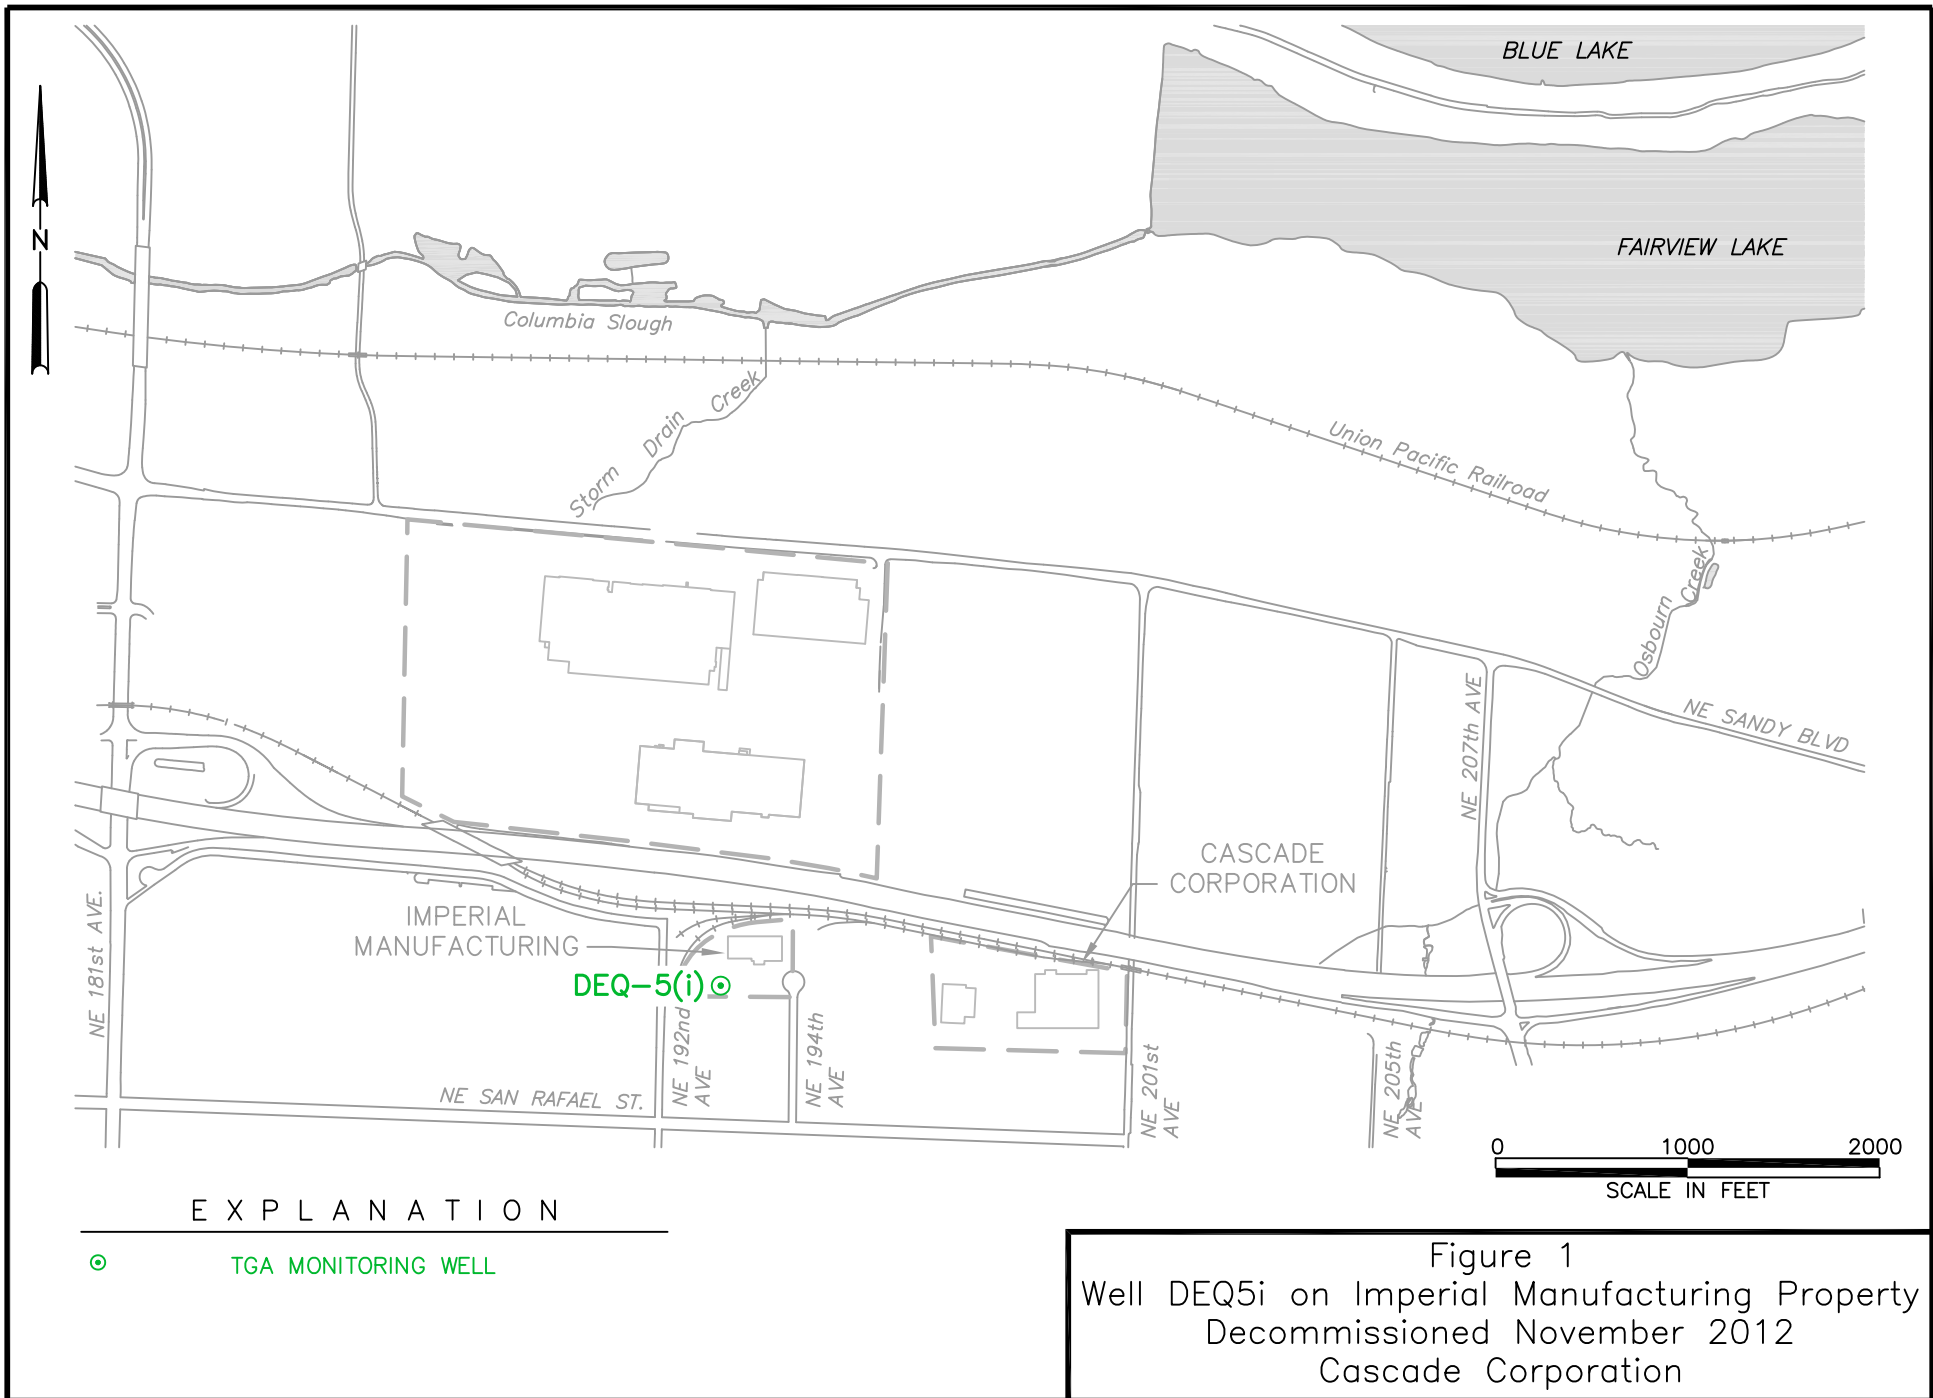 BLUE LAKE
FAIRVIEW LAKE
N
Columbia Slough
Storm Drain Creek
Union Pacific Railroad
Osbourn Creek
NE SANDY BLVD
NE 207th AVE
CASCADE
CORPORATION
IMPERIAL
MANUFACTURING
DEQ-5(i)
NE 181st AVE.
NE 192nd
AVE
NE 194th
AVE
NE 201st
AVE
NE 205th
AVE
NE SAN RAFAEL ST.
0 1000 2000
SCALE IN FEET
EXPLANATION
TGA MONITORING WELL
Figure 1
Well DEQ5i on Imperial Manufacturing Property
Decommissioned November 2012
Cascade Corporation